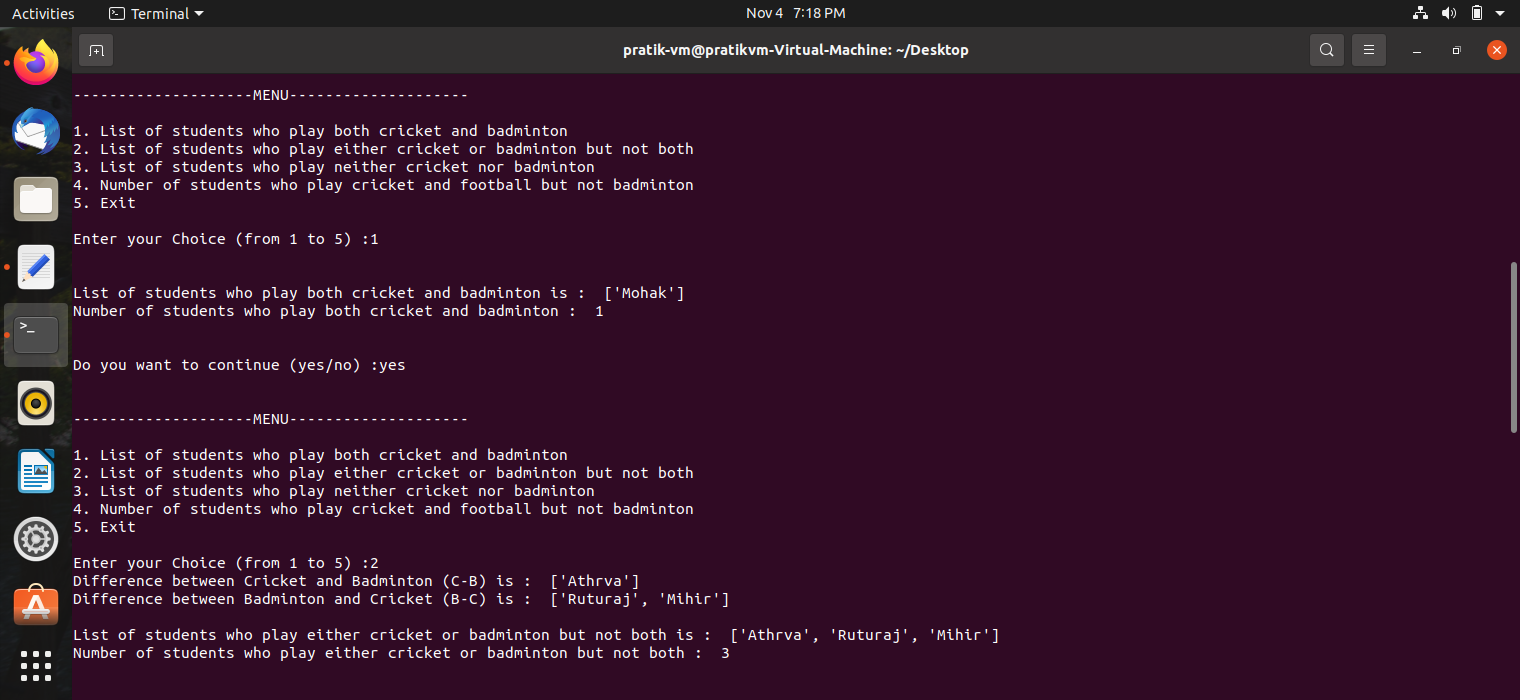 Activities Terminal Nov 4 7:18 PM
pratik-vm@pratikvm-Virtual-Machine: ~/Desktop
--------------------MENU--------------------
1. List of students who play both cricket and badminton
2. List of students who play either cricket or badminton but not both
3. List of students who play neither cricket nor badminton
4. Number of students who play cricket and football but not badminton
5. Exit
Enter your Choice (from 1 to 5) :1
List of students who play both cricket and badminton is :  ['Mohak']
Number of students who play both cricket and badminton :  1
Do you want to continue (yes/no) :yes
--------------------MENU--------------------
1. List of students who play both cricket and badminton
2. List of students who play either cricket or badminton but not both
3. List of students who play neither cricket nor badminton
4. Number of students who play cricket and football but not badminton
5. Exit
Enter your Choice (from 1 to 5) :2
Difference between Cricket and Badminton (C-B) is :  ['Athrva']
Difference between Badminton and Cricket (B-C) is :  ['Ruturaj', 'Mihir']
List of students who play either cricket or badminton but not both is :  ['Athrva', 'Ruturaj', 'Mihir']
Number of students who play either cricket or badminton but not both :  3